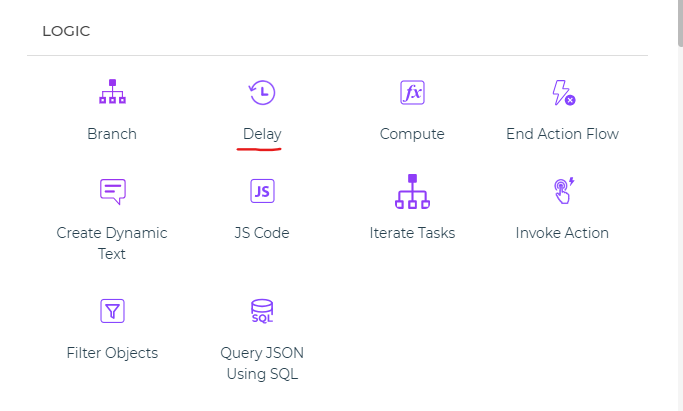 LOGIC
Branch
Delay
fx
Compute
End Action Flow
Create Dynamic
Text
JS
JS Code
Iterate Tasks
Invoke Action
Filter Objects
SQL
Query JSON
Using SQL